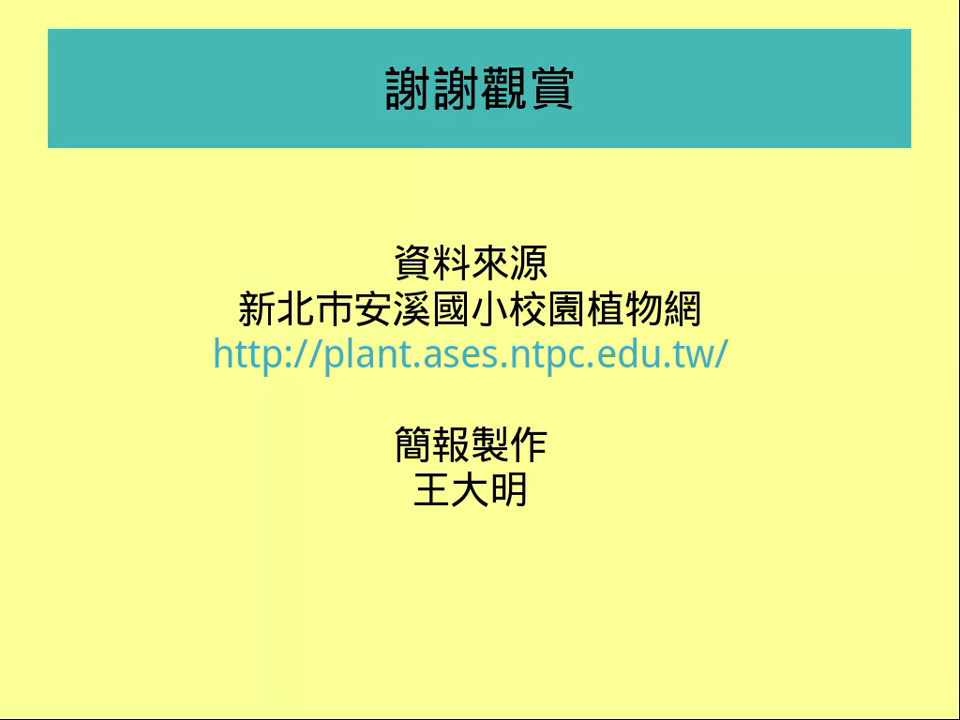 謝謝觀賞
資料來源
新北市安溪國小校園植物網
http://plant.ases.ntpc.edu.tw/
簡報製作
王大明